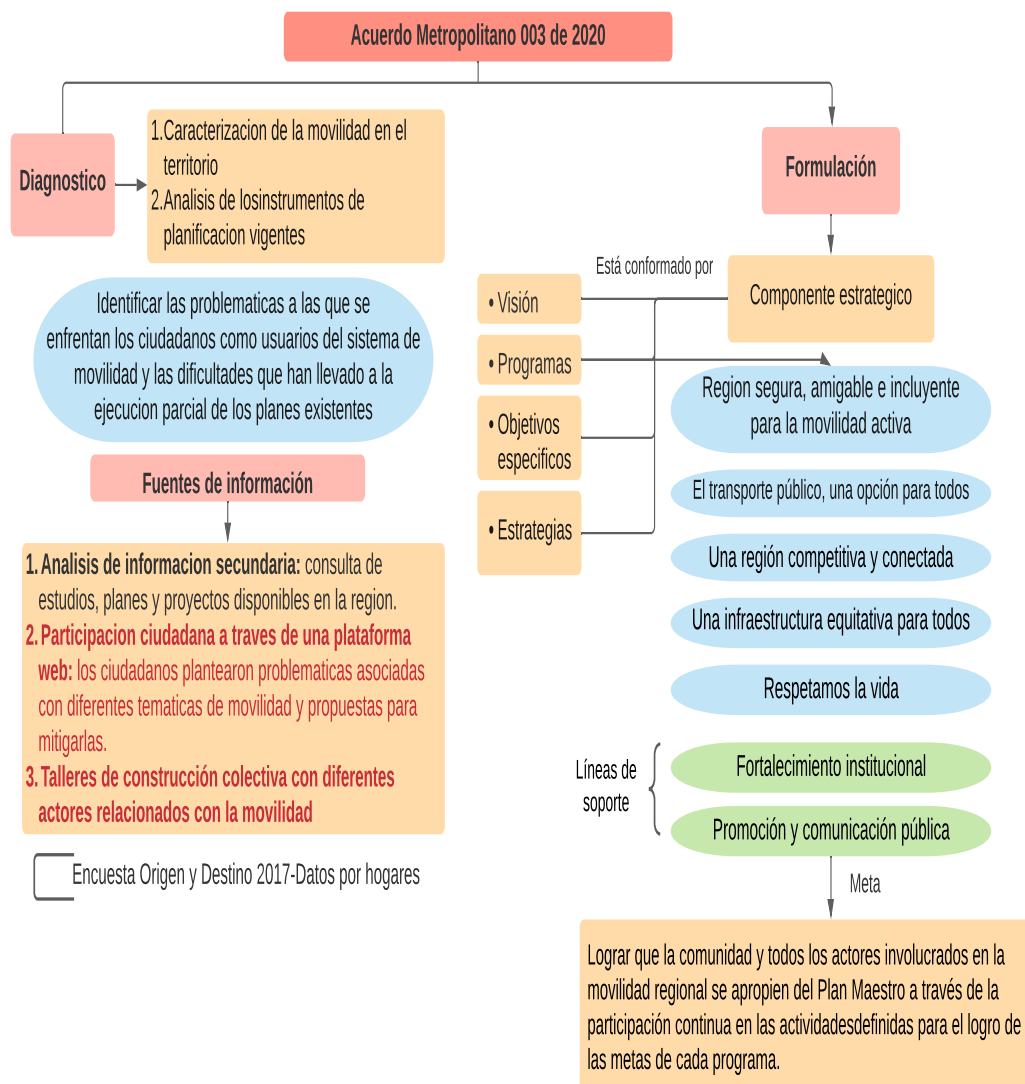 Acuerdo Metropolitano 003 de 2020
Diagnostico
1.Caracterizacion de la movilidad en el
territorio
2.Analisis de losinstrumentos de
planificacion vigentes
Identificar las problematicas a las que se
enfrentan los ciudadanos como usuarios del sistema de
movilidad y las dificultades que han llevado a la
ejecucion parcial de los planes existentes
Fuentes de información
1. Analisis de informacion secundaria: consulta de
estudios, planes y proyectos disponibles en la region.
2. Participacion ciudadana a traves de una plataforma
web: los ciudadanos plantearon problematicas asociadas
con diferentes tematicas de movilidad y propuestas para
mitigarlas.
3. Talleres de construcción colectiva con diferentes
actores relacionados con la movilidad
Encuesta Origen y Destino 2017-Datos por hogares
Formulación
Componente estrategico
Está conformado por
• Visión
• Programas
• Objetivos
especificos
• Estrategias
Region segura, amigable e incluyente
para la movilidad activa
El transporte público, una opción para todos
Una región competitiva y conectada
Una infraestructura equitativa para todos
Respetamos la vida
Líneas de
soporte
Fortalecimiento institucional
Promoción y comunicación pública
Meta
Lograr que la comunidad y todos los actores involucrados en la
movilidad regional se apropien del Plan Maestro a través de la
participación continua en las actividadesdefinidas para el logro de
las metas de cada programa.